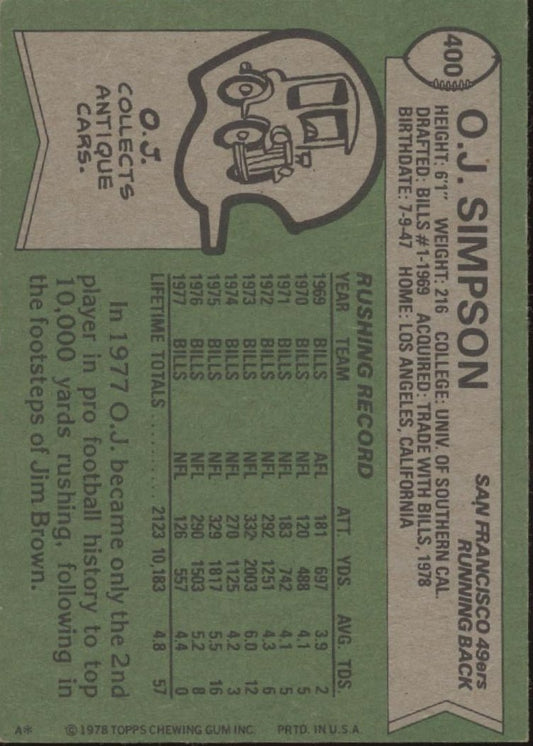 400
O.J. SIMPSON
SAN FRANCISCO 49ers
RUNNING BACK
HEIGHT: 6'1" WEIGHT: 216 COLLEGE: UNIV. OF SOUTHERN CAL.
DRAFTED: BILLS #1-1969 ACQUIRED: TRADE WITH BILLS, 1978
BIRTHDATE: 7-9-47 HOME: LOS ANGELES, CALIFORNIA
O.J.
COLLECTS
ANTIQUE
CARS.
RUSHING RECORD
YEAR TEAM ATT. YDS. AVG. TDS.
1969 BILLS AFL 181 697 3.9 2
1970 BILLS NFL 120 488 4.1 5
1971 BILLS NFL 183 742 4.1 5
1972 BILLS NFL 292 1251 4.3 6
1973 BILLS NFL 332 2003 6.0 12
1974 BILLS NFL 270 1125 4.2 3
1975 BILLS NFL 329 1817 5.5 16
1976 BILLS NFL 290 1503 5.2 8
1977 BILLS NFL 126 557 4.4 0
LIFETIME TOTALS .......... 2123 10,183 4.8 57
In 1977 O.J. became only the 2nd
player in pro football history to top
10,000 yards rushing, following in
the footsteps of Jim Brown.
A* © 1978 TOPPS CHEWING GUM INC. PRTD. IN U.S.A.